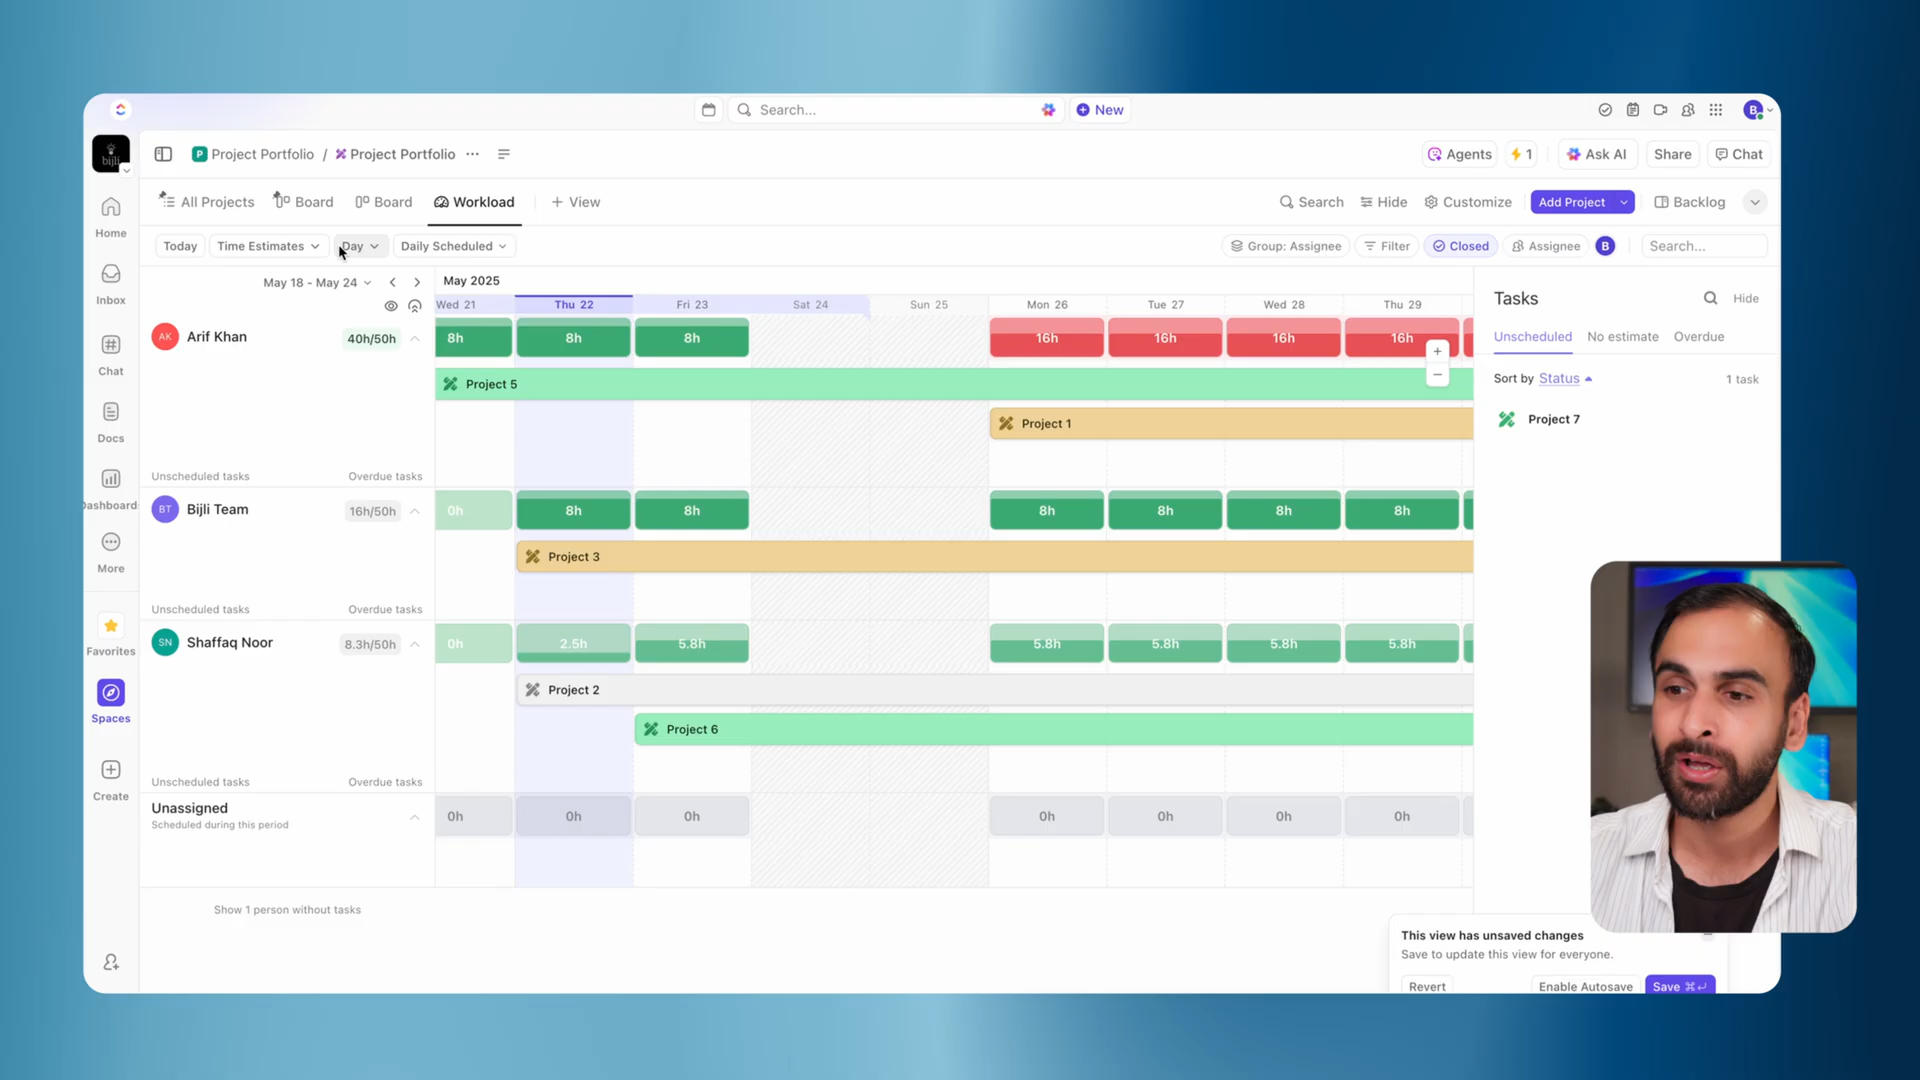 Search...
New
B
bijli
Project Portfolio / Project Portfolio
Agents
1
Ask AI
Share
Chat
All Projects
Board
Board
Workload
+ View
Search
Hide
Customize
Add Project
Backlog
Today
Time Estimates
Day
Daily Scheduled
Group: Assignee
Filter
Closed
Assignee
B
Search...
Home
Inbox
Chat
Docs
Dashboard
More
Favorites
Spaces
Create
May 18 - May 24
May 2025
Wed 21
Thu 22
Fri 23
Sat 24
Sun 25
Mon 26
Tue 27
Wed 28
Thu 29
AK
Arif Khan
40h/50h
8h
8h
8h
16h
16h
16h
16h
Project 5
Project 1
Unscheduled tasks
Overdue tasks
BT
Bijli Team
16h/50h
0h
8h
8h
8h
8h
8h
8h
Project 3
Unscheduled tasks
Overdue tasks
SN
Shaffaq Noor
8.3h/50h
0h
2.5h
5.8h
5.8h
5.8h
5.8h
5.8h
Project 2
Project 6
Unscheduled tasks
Overdue tasks
Unassigned
Scheduled during this period
0h
0h
0h
0h
0h
0h
0h
Show 1 person without tasks
Tasks
Hide
Unscheduled
No estimate
Overdue
Sort by Status
1 task
Project 7
This view has unsaved changes
Save to update this view for everyone.
Revert
Enable Autosave
Save ⌘↵